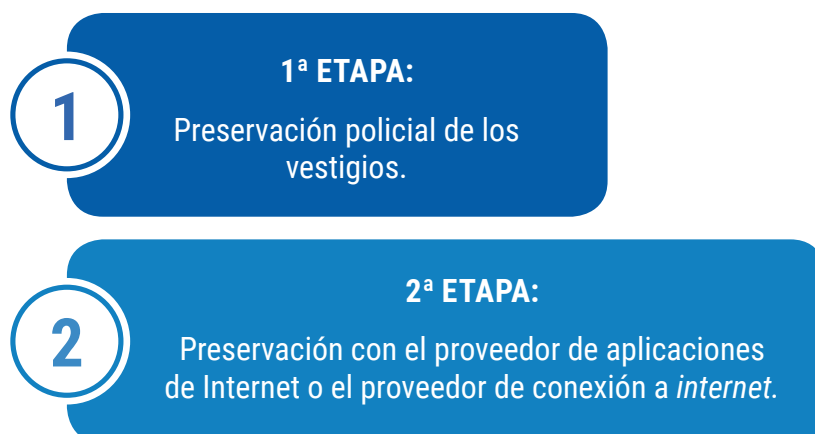 1
1ª ETAPA:
Preservación policial de los
vestigios.
2
2ª ETAPA:
Preservación con el proveedor de aplicaciones
de Internet o el proveedor de conexión a internet.